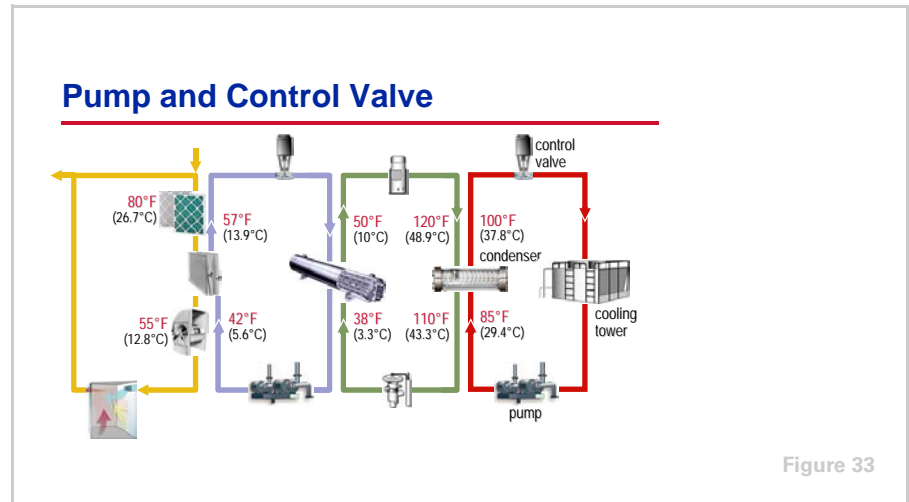 Pump and Control Valve
control
valve
80°F
(26.7°C)
57°F
(13.9°C)
50°F
(10°C)
120°F
(48.9°C)
100°F
(37.8°C)
condenser
55°F
(12.8°C)
42°F
(5.6°C)
38°F
(3.3°C)
110°F
(43.3°C)
85°F
(29.4°C)
cooling
tower
pump
Figure 33